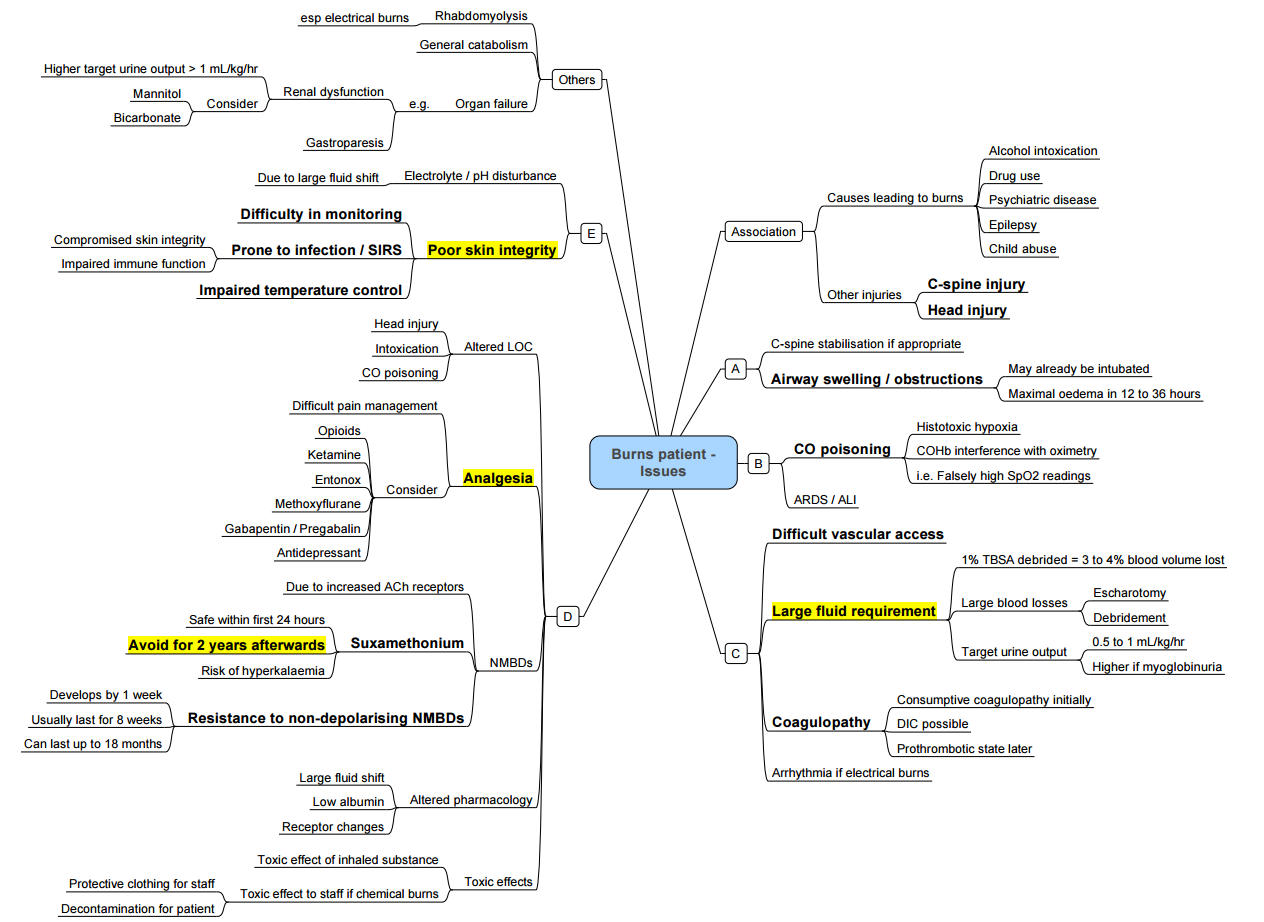 Burns patient -
Issues
Association
Causes leading to burns
Alcohol intoxication
Drug use
Psychiatric disease
Epilepsy
Child abuse
Other injuries
C-spine injury
Head injury
A
C-spine stabilisation if appropriate
Airway swelling / obstructions
May already be intubated
Maximal oedema in 12 to 36 hours
B
CO poisoning
Histotoxic hypoxia
COHb interference with oximetry
i.e. Falsely high SpO2 readings
ARDS / ALI
C
Difficult vascular access
Large fluid requirement
1% TBSA debrided = 3 to 4% blood volume lost
Large blood losses
Escharotomy
Debridement
Target urine output
0.5 to 1 mL/kg/hr
Higher if myoglobinuria
Coagulopathy
Consumptive coagulopathy initially
DIC possible
Prothrombotic state later
Arrhythmia if electrical burns
D
Altered LOC
Head injury
Intoxication
CO poisoning
Analgesia
Difficult pain management
Consider
Opioids
Ketamine
Entonox
Methoxyflurane
Gabapentin / Pregabalin
Antidepressant
NMBDs
Due to increased ACh receptors
Suxamethonium
Safe within first 24 hours
Avoid for 2 years afterwards
Risk of hyperkalaemia
Resistance to non-depolarising NMBDs
Develops by 1 week
Usually last for 8 weeks
Can last up to 18 months
Altered pharmacology
Large fluid shift
Low albumin
Receptor changes
Toxic effects
Toxic effect of inhaled substance
Toxic effect to staff if chemical burns
Protective clothing for staff
Decontamination for patient
E
Electrolyte / pH disturbance
Due to large fluid shift
Poor skin integrity
Difficulty in monitoring
Prone to infection / SIRS
Compromised skin integrity
Impaired immune function
Impaired temperature control
Others
Rhabdomyolysis
esp electrical burns
General catabolism
Organ failure
e.g.
Renal dysfunction
Higher target urine output > 1 mL/kg/hr
Consider
Mannitol
Bicarbonate
Gastroparesis